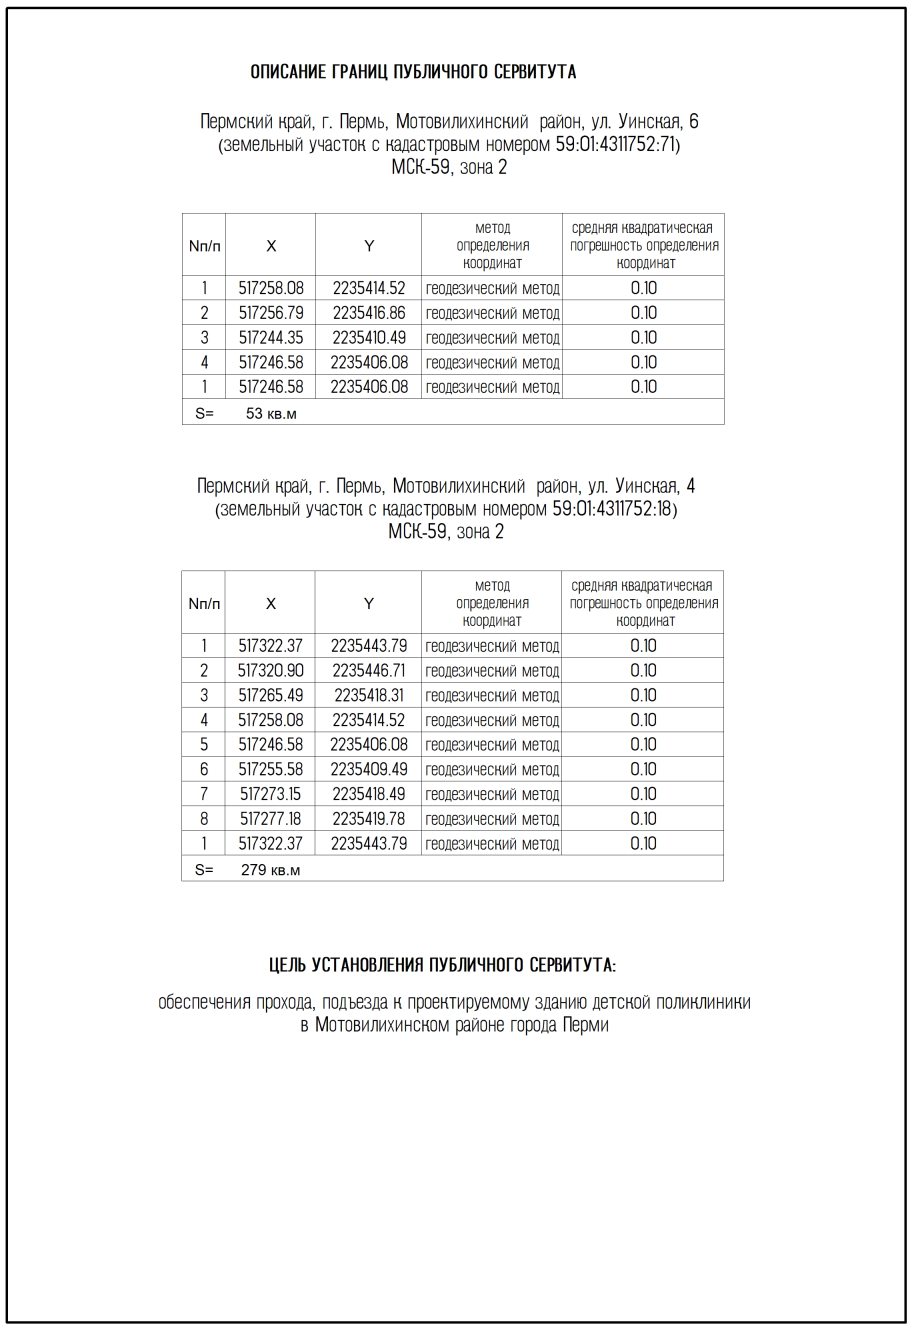 ОПИСАНИЕ ГРАНИЦ ПУБЛИЧНОГО СЕРВИТУТА
Пермский край, г. Пермь, Мотовилихинский район, ул. Уинская, 6
(земельный участок с кадастровым номером 59:01:4311752:71)
МСК-59, зона 2
Nп/п X Y метод определения координат средняя квадратическая погрешность определения координат
1 517258.08 2235414.52 геодезический метод 0.10
2 517256.79 2235416.86 геодезический метод 0.10
3 517244.35 2235410.49 геодезический метод 0.10
4 517246.58 2235406.08 геодезический метод 0.10
1 517246.58 2235406.08 геодезический метод 0.10
S= 53 кв.м
Пермский край, г. Пермь, Мотовилихинский район, ул. Уинская, 4
(земельный участок с кадастровым номером 59:01:4311752:18)
МСК-59, зона 2
Nп/п X Y метод определения координат средняя квадратическая погрешность определения координат
1 517322.37 2235443.79 геодезический метод 0.10
2 517320.90 2235446.71 геодезический метод 0.10
3 517265.49 2235418.31 геодезический метод 0.10
4 517258.08 2235414.52 геодезический метод 0.10
5 517246.58 2235406.08 геодезический метод 0.10
6 517255.58 2235409.49 геодезический метод 0.10
7 517273.15 2235418.49 геодезический метод 0.10
8 517277.18 2235419.78 геодезический метод 0.10
1 517322.37 2235443.79 геодезический метод 0.10
S= 279 кв.м
ЦЕЛЬ УСТАНОВЛЕНИЯ ПУБЛИЧНОГО СЕРВИТУТА:
обеспечения прохода, подъезда к проектируемому зданию детской поликлиники
в Мотовилихинском районе города Перми